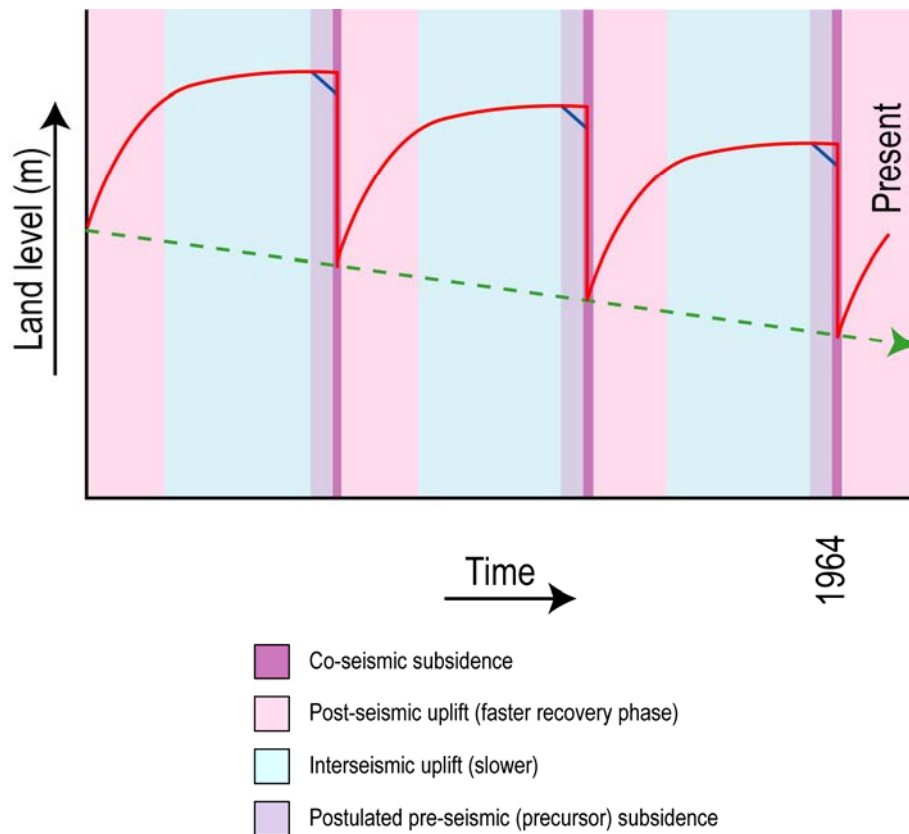 Land level (m)
Present
Time
1964
Co-seismic subsidence
Post-seismic uplift (faster recovery phase)
Interseismic uplift (slower)
Postulated pre-seismic (precursor) subsidence